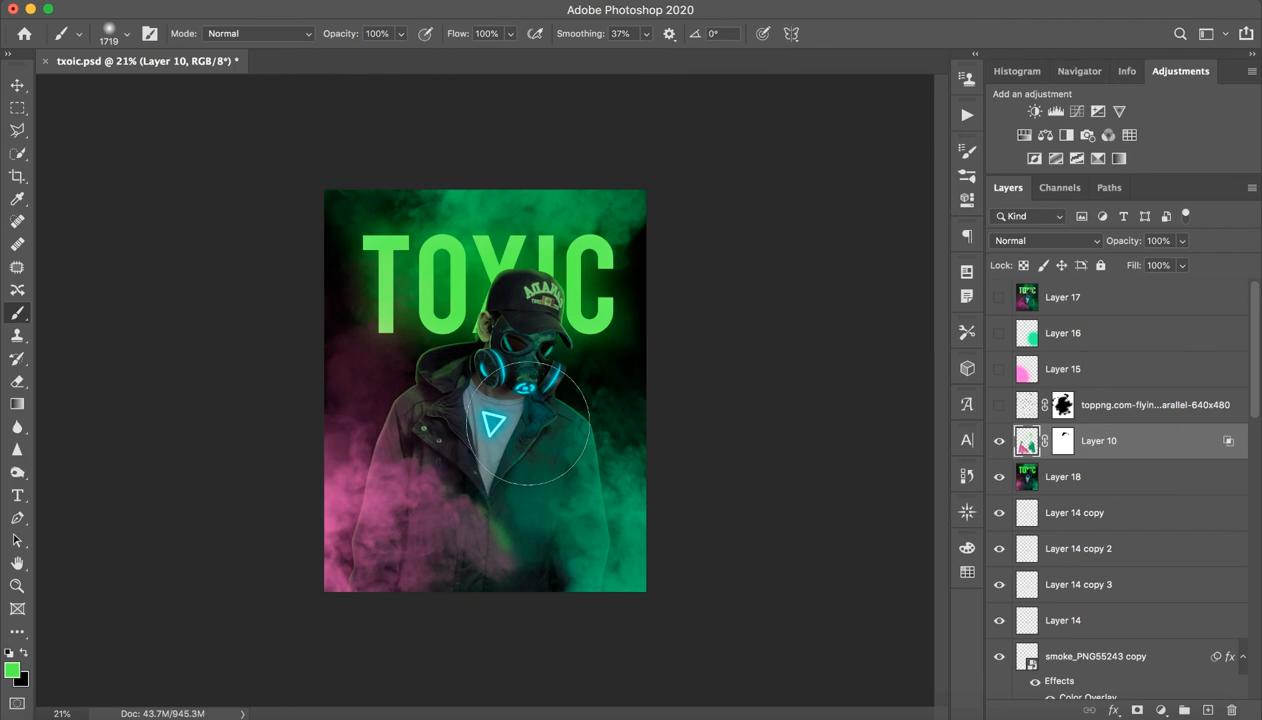 Adobe Photoshop 2020
1719
Mode: Normal
Opacity: 100%
Flow: 100%
Smoothing: 37%
0°
txoic.psd @ 21% (Layer 10, RGB/8*) *
Histogram
Navigator
Info
Adjustments
Add an adjustment
Layers
Channels
Paths
Kind
Normal
Opacity: 100%
Lock:
Fill: 100%
Layer 17
Layer 16
Layer 15
toppng.com-flyin...arallel-640x480
Layer 10
Layer 18
Layer 14 copy
Layer 14 copy 2
Layer 14 copy 3
Layer 14
smoke_PNG55243 copy
fx
Effects
Color Overlay
TOXIC
21%
Doc: 43.7M/945.3M